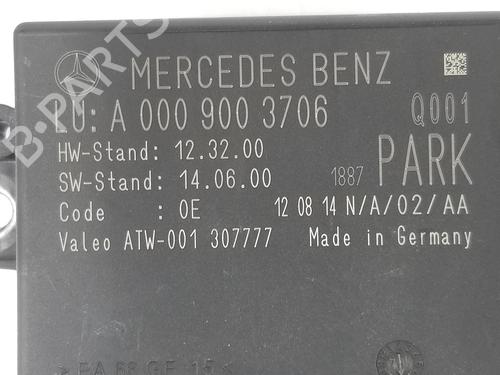 MERCEDES BENZ
LU: A 000 900 3706 Q001
HW-Stand: 12.32.00
SW-Stand: 14.06.00 1887 PARK
Code : 0E 12 08 14 N/A/02/AA
Valeo ATW-001 307777 Made in Germany
B-PARTS